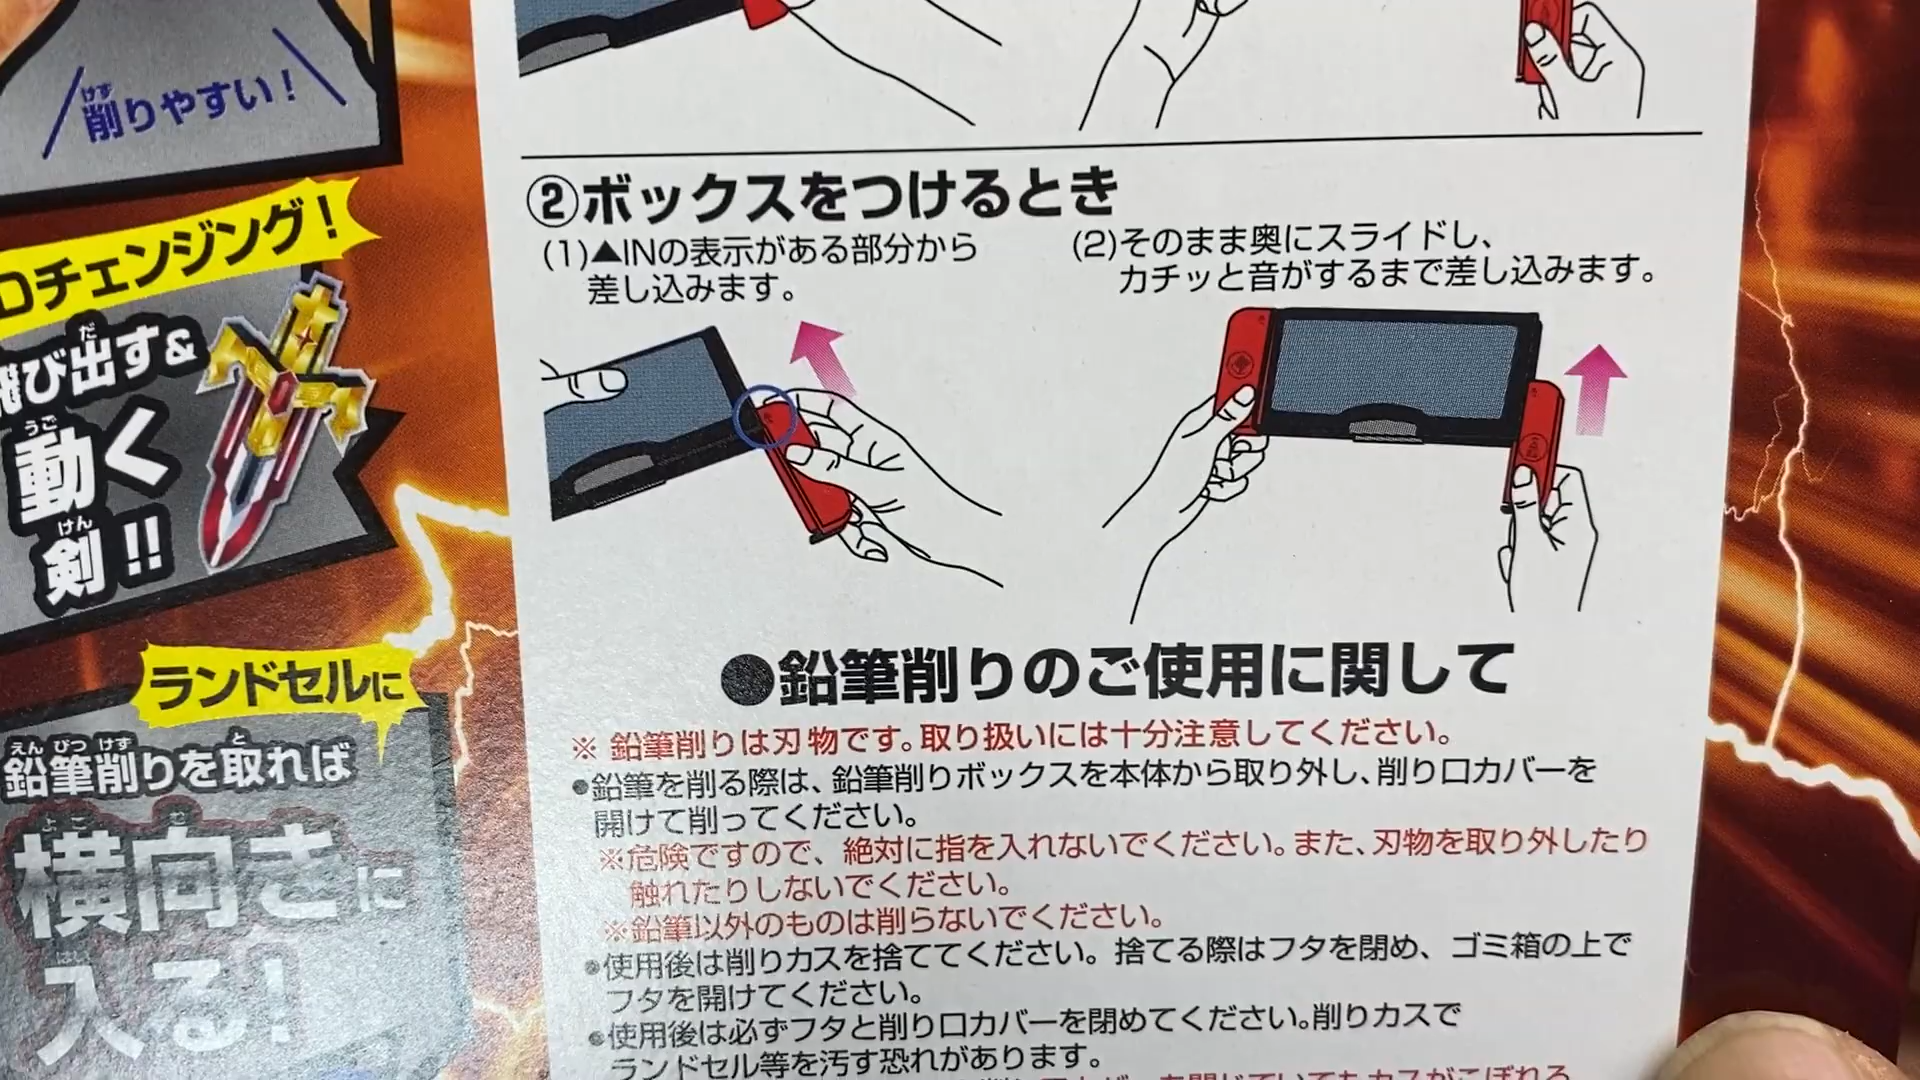 削りやすい!
Dチェンジング!
飛び出す&
動く
剣!!
ランドセルに
鉛筆削りを取れば
横向きに
入る!
②ボックスをつけるとき
(1)▲INの表示がある部分から
差し込みます。
(2)そのまま奥にスライドし、
カチッと音がするまで差し込みます。
●鉛筆削りのご使用に関して
※ 鉛筆削りは刃物です。取り扱いには十分注意してください。
●鉛筆を削る際は、鉛筆削りボックスを本体から取り外し、削り口カバーを
開けて削ってください。
※危険ですので、絶対に指を入れないでください。また、刃物を取り外したり
触れたりしないでください。
※鉛筆以外のものは削らないでください。
●使用後は削りカスを捨ててください。捨てる際はフタを閉め、ゴミ箱の上で
フタを開けてください。
●使用後は必ずフタと削り口カバーを閉めてください。削りカスで
ランドセル等を汚す恐れがあります。